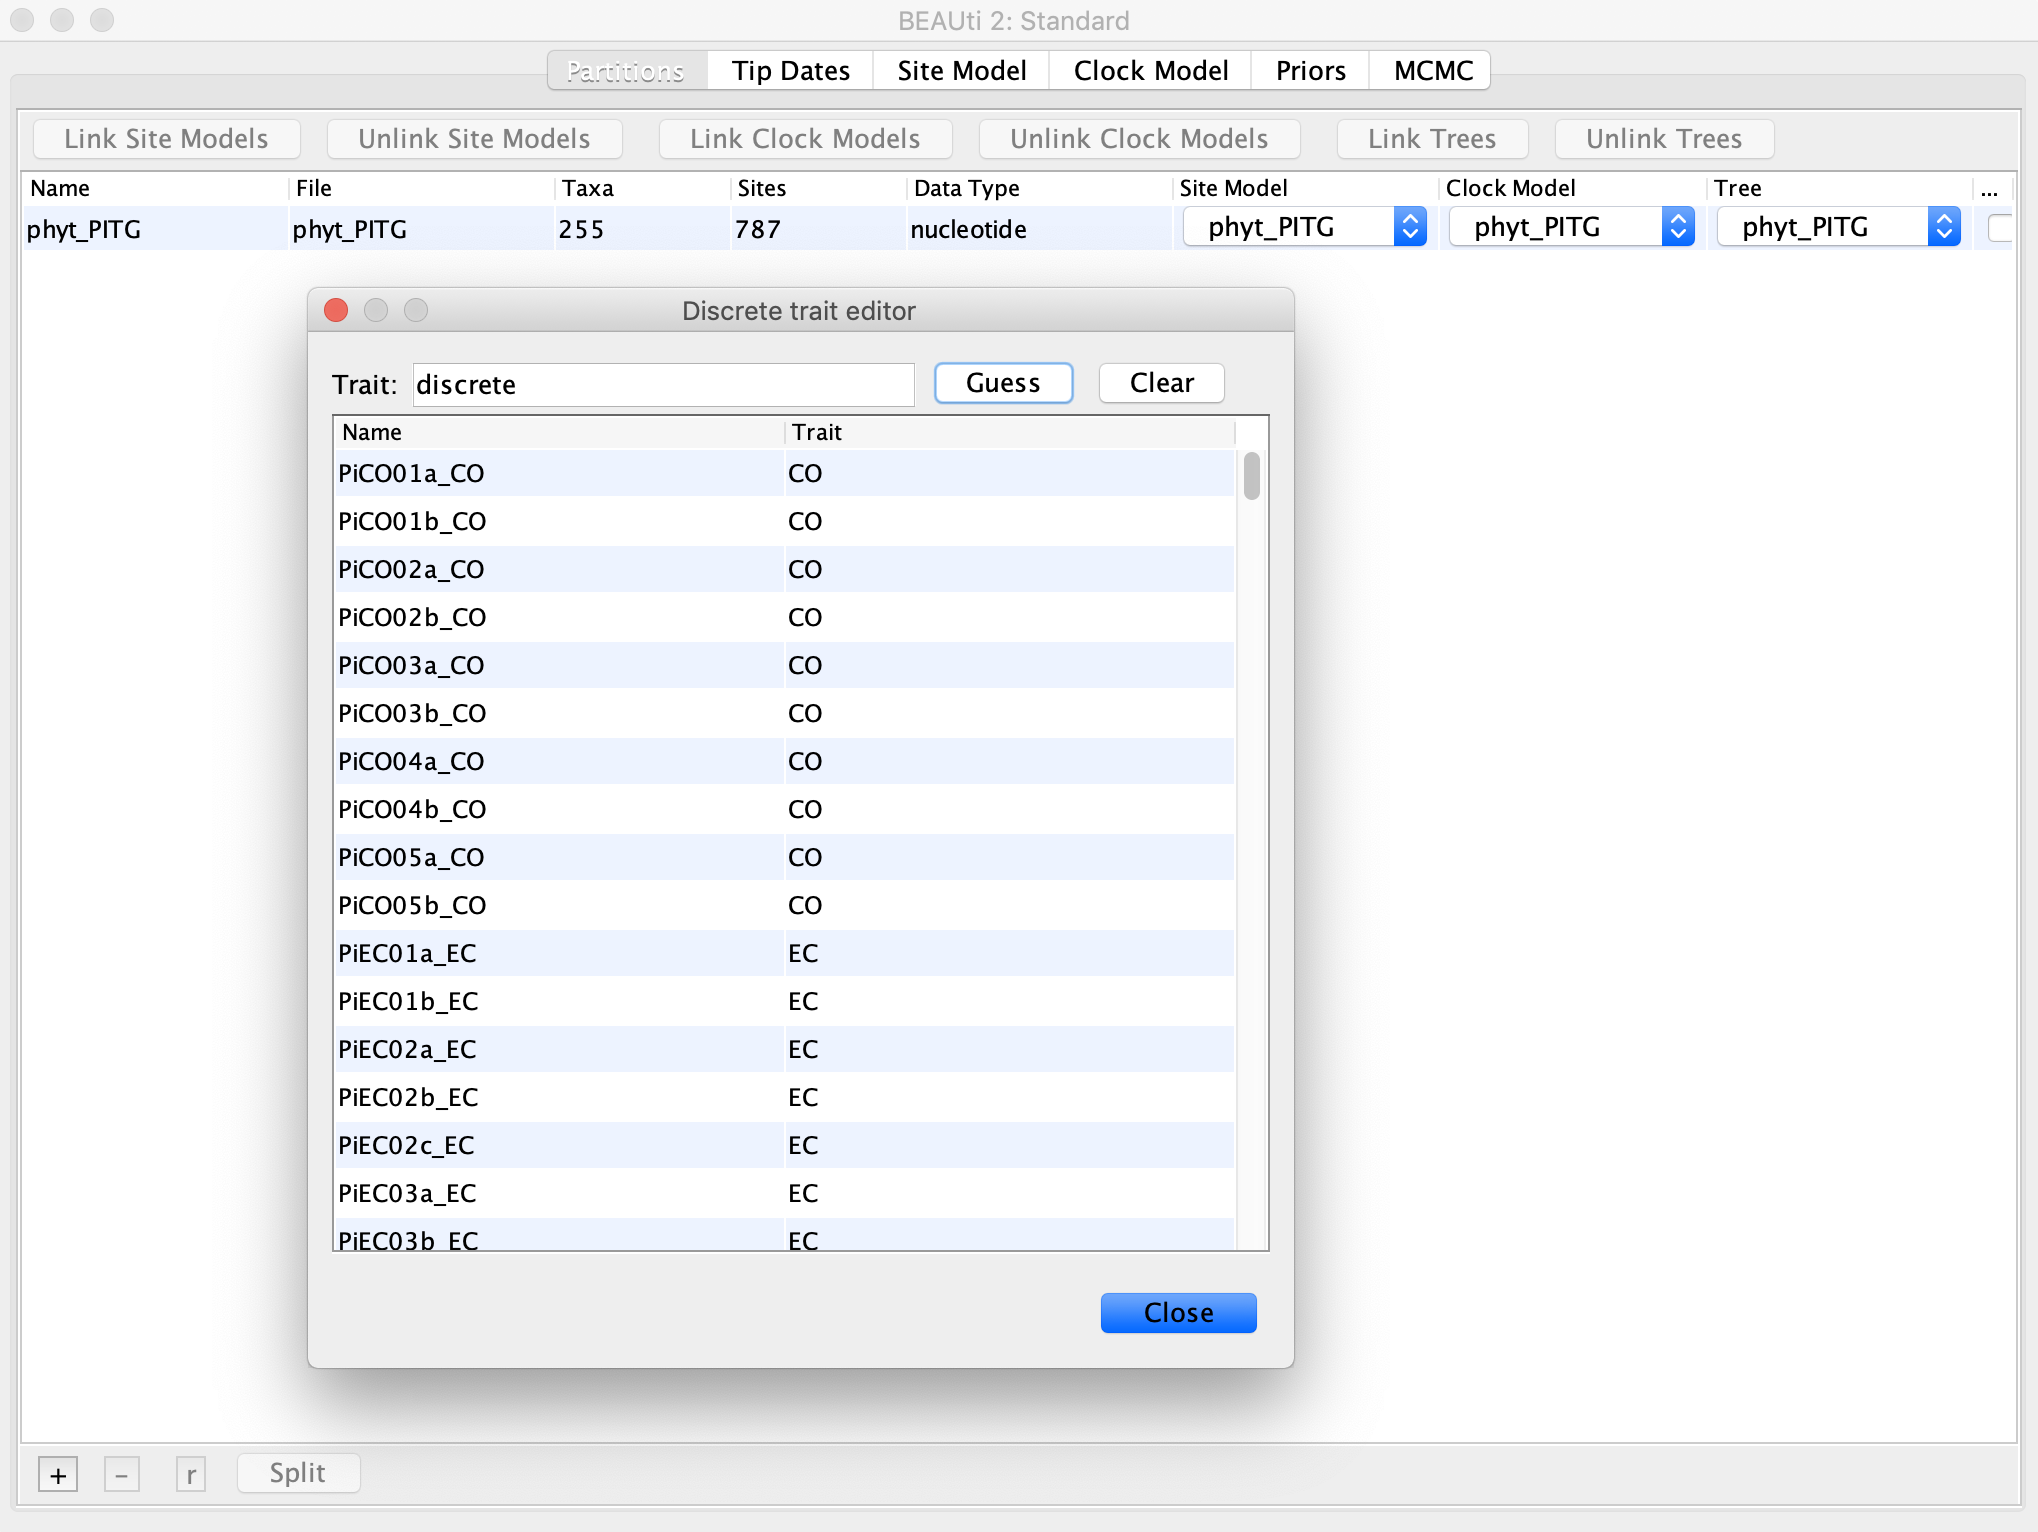 BEAUti 2: Standard
Partitions Tip Dates Site Model Clock Model Priors MCMC
Link Site Models Unlink Site Models Link Clock Models Unlink Clock Models Link Trees Unlink Trees
Name File Taxa Sites Data Type Site Model Clock Model Tree ...
phyt_PITG phyt_PITG 255 787 nucleotide phyt_PITG phyt_PITG phyt_PITG
Discrete trait editor
Trait: discrete Guess Clear
Name Trait
PiCO01a_CO CO
PiCO01b_CO CO
PiCO02a_CO CO
PiCO02b_CO CO
PiCO03a_CO CO
PiCO03b_CO CO
PiCO04a_CO CO
PiCO04b_CO CO
PiCO05a_CO CO
PiCO05b_CO CO
PiEC01a_EC EC
PiEC01b_EC EC
PiEC02a_EC EC
PiEC02b_EC EC
PiEC02c_EC EC
PiEC03a_EC EC
PiEC03b_EC EC
Close
+ - r Split